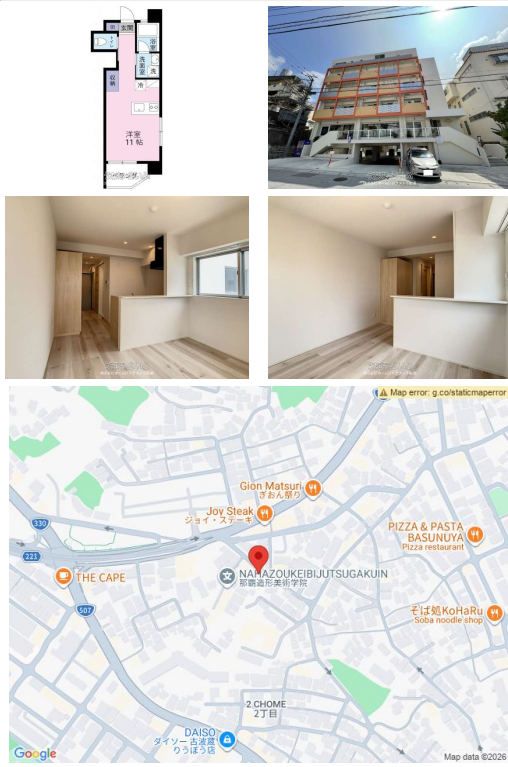 玄関
浴室
洗面室
洗
冷
収納
洋室
11 帖
Map error: g.co/staticmaperror
Gion Matsuri
ぎおん祭り
Joy Steak
ジョイ・ステーキ
330
221
PIZZA & PASTA
BASUNUYA
Pizza restaurant
THE CAPE
NAHAZOUKEIBIJUTSUGAKUIN
那覇造形美術学院
507
そば処KoHaRu
Soba noodle shop
2 CHOME
2丁目
DAISO
ダイソー 古波蔵
りうぼう店
Google
Map data ©2026